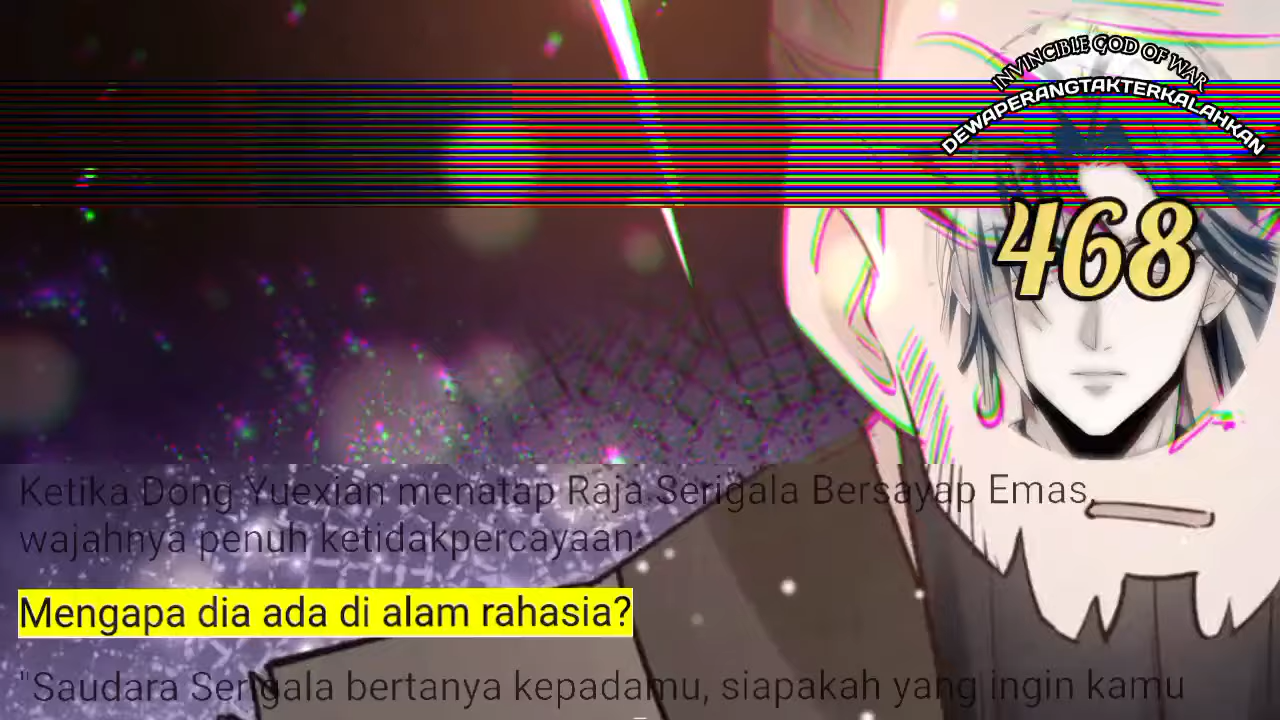 INVINCIBLE GOD OF WAR
DEWAPERANGTAKTERKALAHKAN
468
Ketika Dong Yuexian menatap Raja Serigala Bersayap Emas,
wajahnya penuh ketidakpercayaan:
Mengapa dia ada di alam rahasia?
"Saudara Serigala bertanya kepadamu, siapakah yang ingin kamu